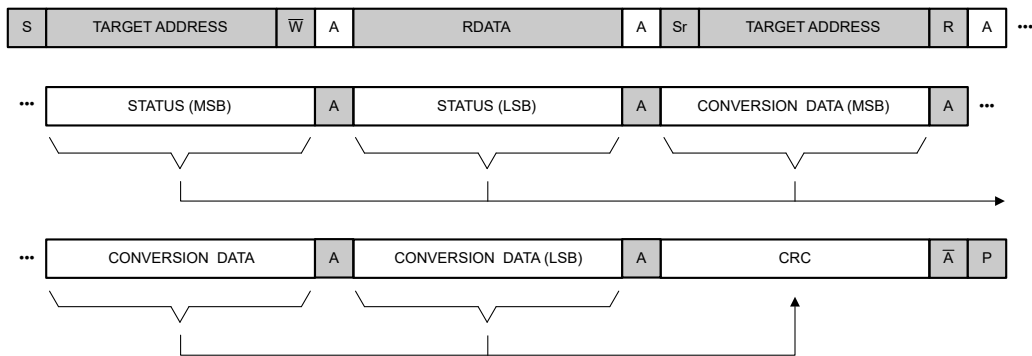 S TARGET ADDRESS W̅ A RDATA A Sr TARGET ADDRESS R A •••
••• STATUS (MSB) A STATUS (LSB) A CONVERSION DATA (MSB) A •••
••• CONVERSION DATA A CONVERSION DATA (LSB) A CRC A̅ P